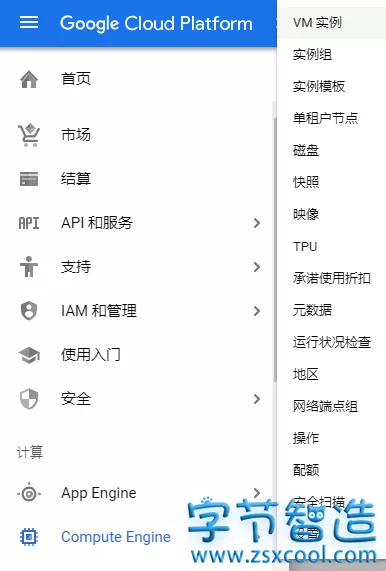 Google Cloud Platform
首页
市场
结算
API API 和服务
支持
IAM 和管理
使用入门
安全
计算
App Engine
Compute Engine
VM 实例
实例组
实例模板
单租户节点
磁盘
快照
映像
TPU
承诺使用折扣
元数据
运行状况检查
地区
网络端点组
操作
配额
安全扫描
设置
字节智造
www.zsxcool.com